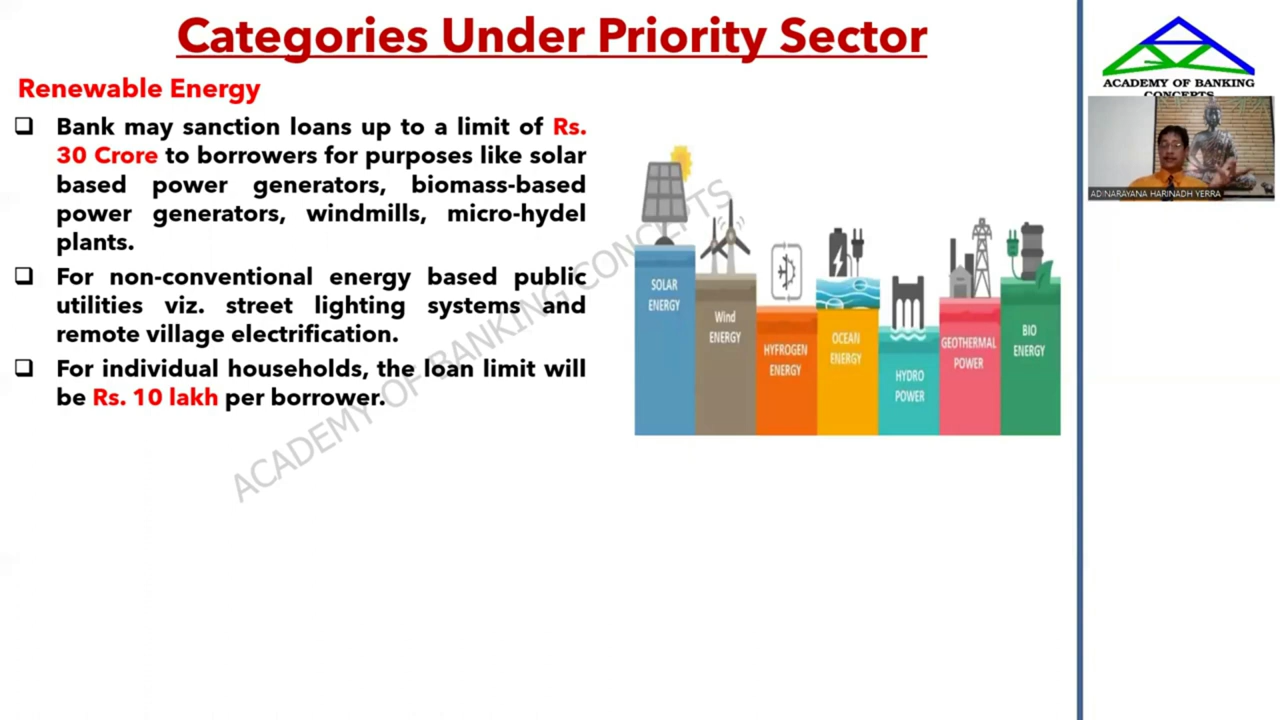 Categories Under Priority Sector
Renewable Energy
Bank may sanction loans up to a limit of Rs.
30 Crore to borrowers for purposes like solar
based power generators, biomass-based
power generators, windmills, micro-hydel
plants.
For non-conventional energy based public
utilities viz. street lighting systems and
remote village electrification.
For individual households, the loan limit will
be Rs. 10 lakh per borrower.
ACADEMY OF BANKING CONCEPTS
SOLAR
ENERGY
Wind
ENERGY
HYFROGEN
ENERGY
OCEAN
ENERGY
HYDRO
POWER
GEOTHERMAL
POWER
BIO
ENERGY
ACADEMY OF BANKING
CONCEPTS
ADINARAYANA HARINADH YERRA